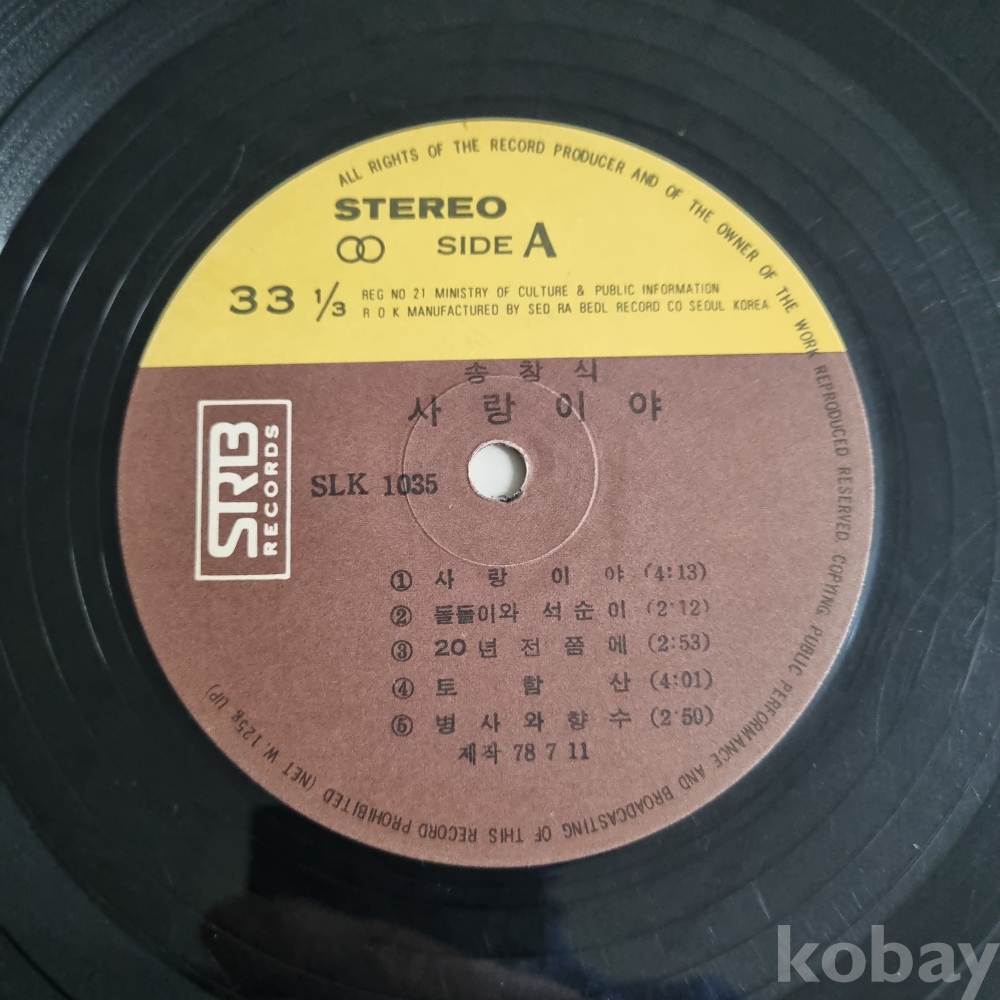 ALL RIGHTS OF THE RECORD PRODUCER AND OF THE OWNER OF THE WORK REPRODUCED RESERVED. COPYING, PUBLIC PERFORMANCE AND BROADCASTING OF THIS RECORD PROHIBITED (NET W. 125g UP)
STEREO
SIDE A
33 1/3
REG NO 21 MINISTRY OF CULTURE & PUBLIC INFORMATION
R O K MANUFACTURED BY SEO RA BEOL RECORD CO SEOUL KOREA
송창식
사랑이야
STRB RECORDS
SLK 1035
① 사랑이야 (4:13)
② 돌돌이와 석순이 (2:12)
③ 20년 전쯤에 (2:53)
④ 토함산 (4:01)
⑤ 병사와 향수 (2:50)
제작 78 7 11
kobay